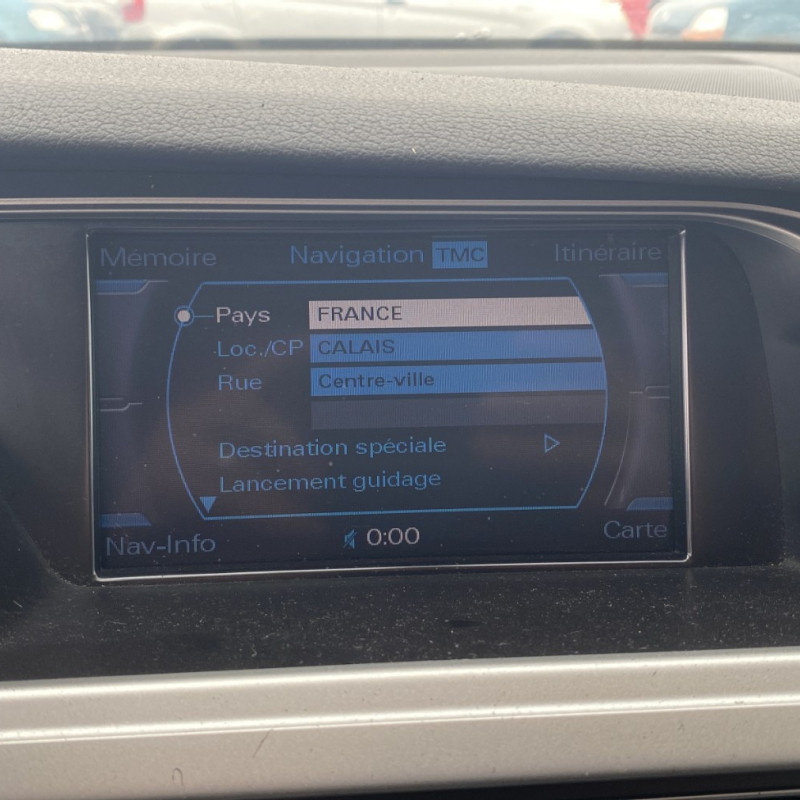 Mémoire Navigation TMC Itinéraire
Pays FRANCE
Loc./CP CALAIS
Rue Centre-ville
Destination spéciale
Lancement guidage
Nav-Info 0:00 Carte